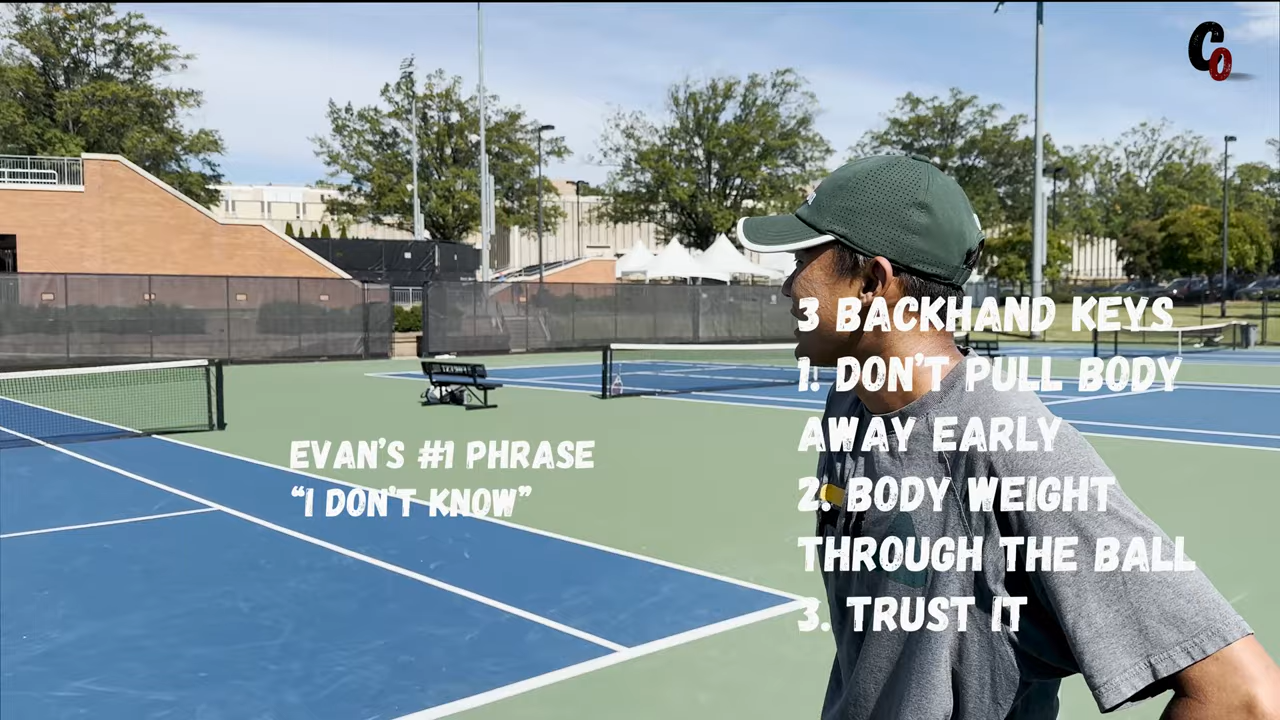 CO
3 BACKHAND KEYS
1. DON'T PULL BODY
AWAY EARLY
2. BODY WEIGHT
THROUGH THE BALL
3. TRUST IT
EVAN'S #1 PHRASE
"I DON'T KNOW"